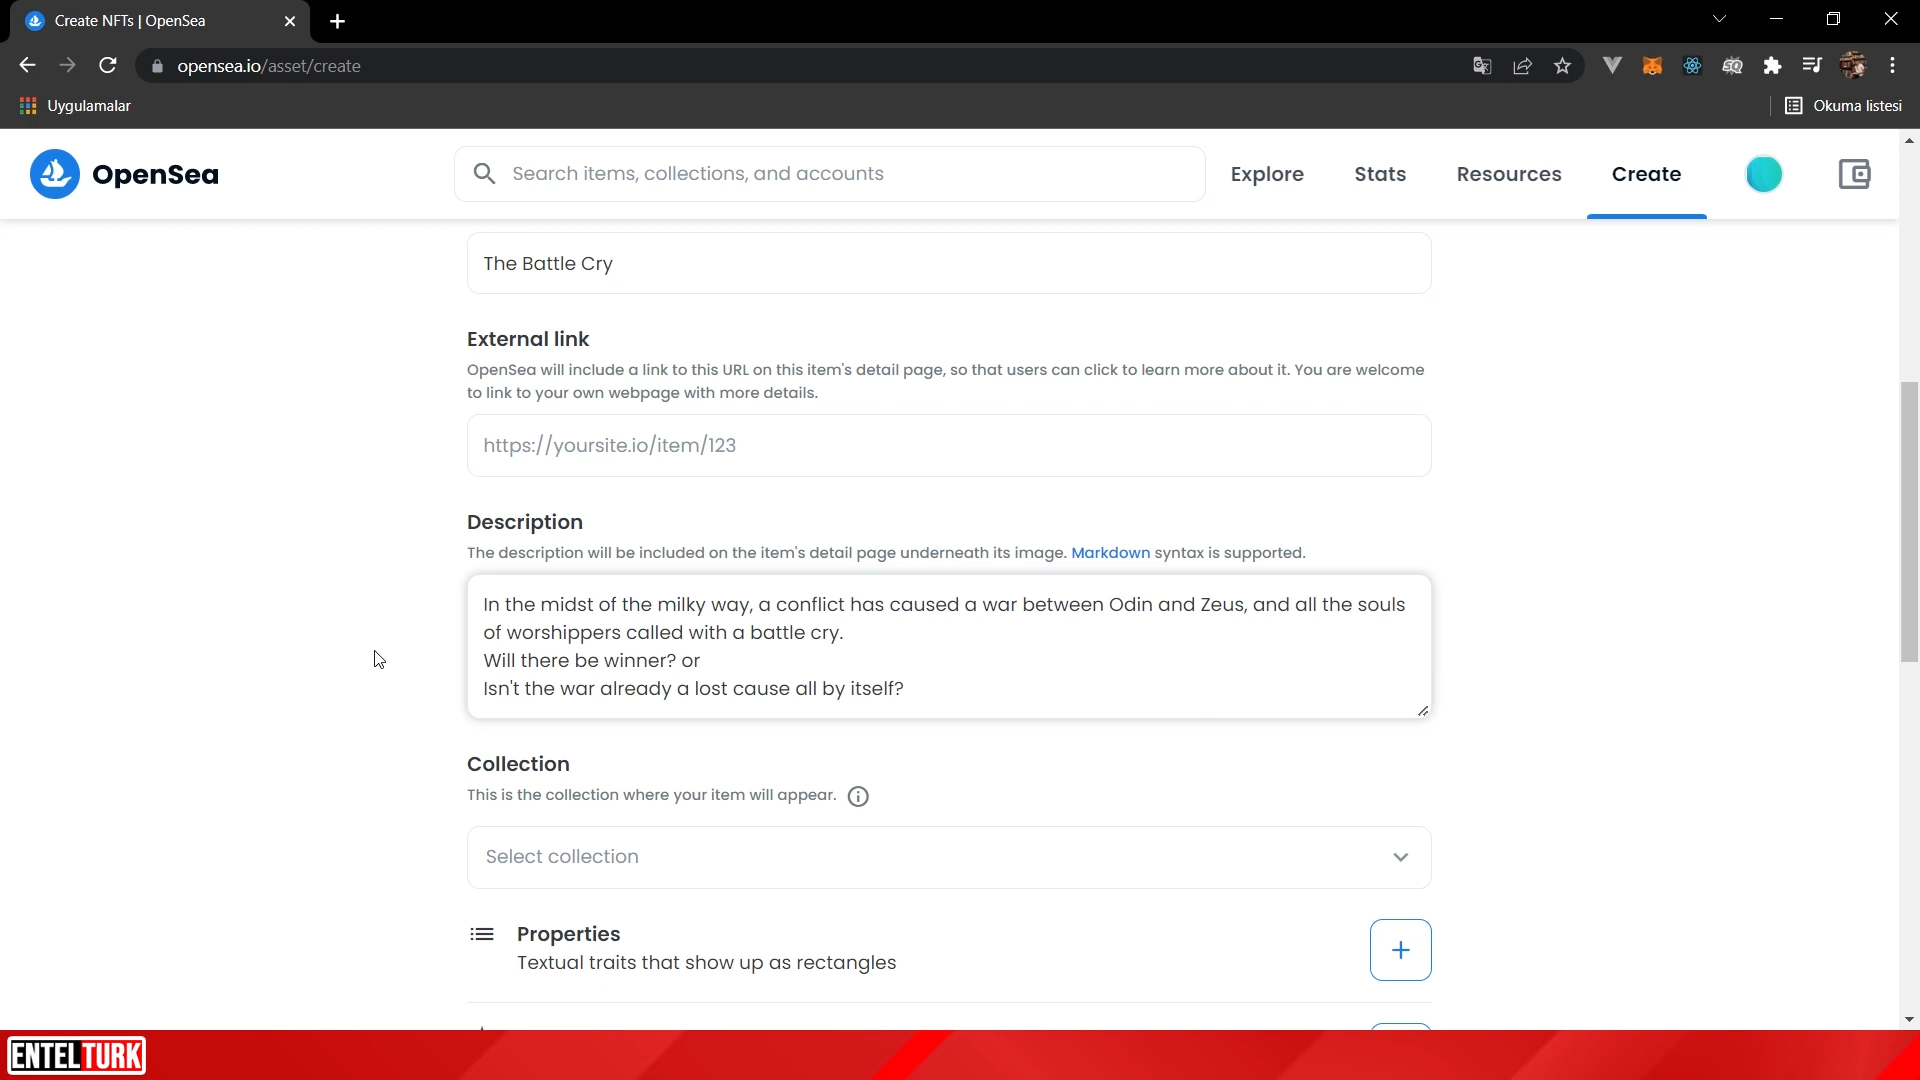 Create NFTs | OpenSea
opensea.io/asset/create
Uygulamalar
Okuma listesi
OpenSea
Search items, collections, and accounts
Explore
Stats
Resources
Create
The Battle Cry
External link
OpenSea will include a link to this URL on this item's detail page, so that users can click to learn more about it. You are welcome
to link to your own webpage with more details.
https://yoursite.io/item/123
Description
The description will be included on the item's detail page underneath its image. Markdown syntax is supported.
In the midst of the milky way, a conflict has caused a war between Odin and Zeus, and all the souls
of worshippers called with a battle cry.
Will there be winner? or
Isn't the war already a lost cause all by itself?
Collection
This is the collection where your item will appear.
Select collection
Properties
Textual traits that show up as rectangles
ENTELTURK